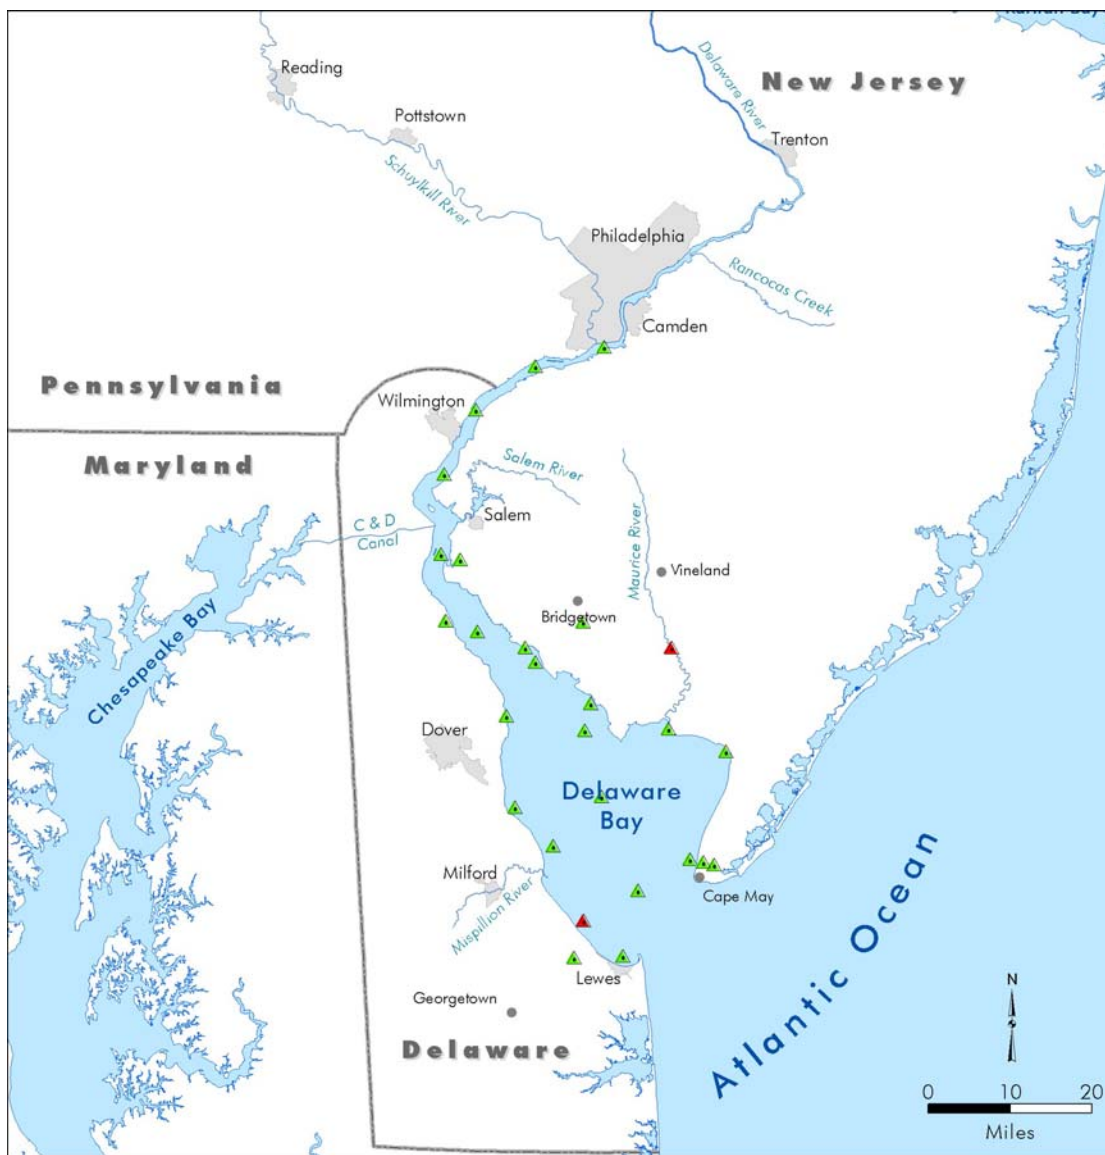 Raritan Bay
Reading
Delaware River
New Jersey
Pottstown
Trenton
Schuylkill River
Philadelphia
Rancocas Creek
Camden
Pennsylvania
Wilmington
Maryland
Salem River
Salem
C & D
Canal
Maurice River
Vineland
Bridgetown
Chesapeake Bay
Dover
Delaware
Bay
Milford
Mispillion River
Cape May
Atlantic Ocean
Lewes
Georgetown
N
Delaware
0 10 20
Miles